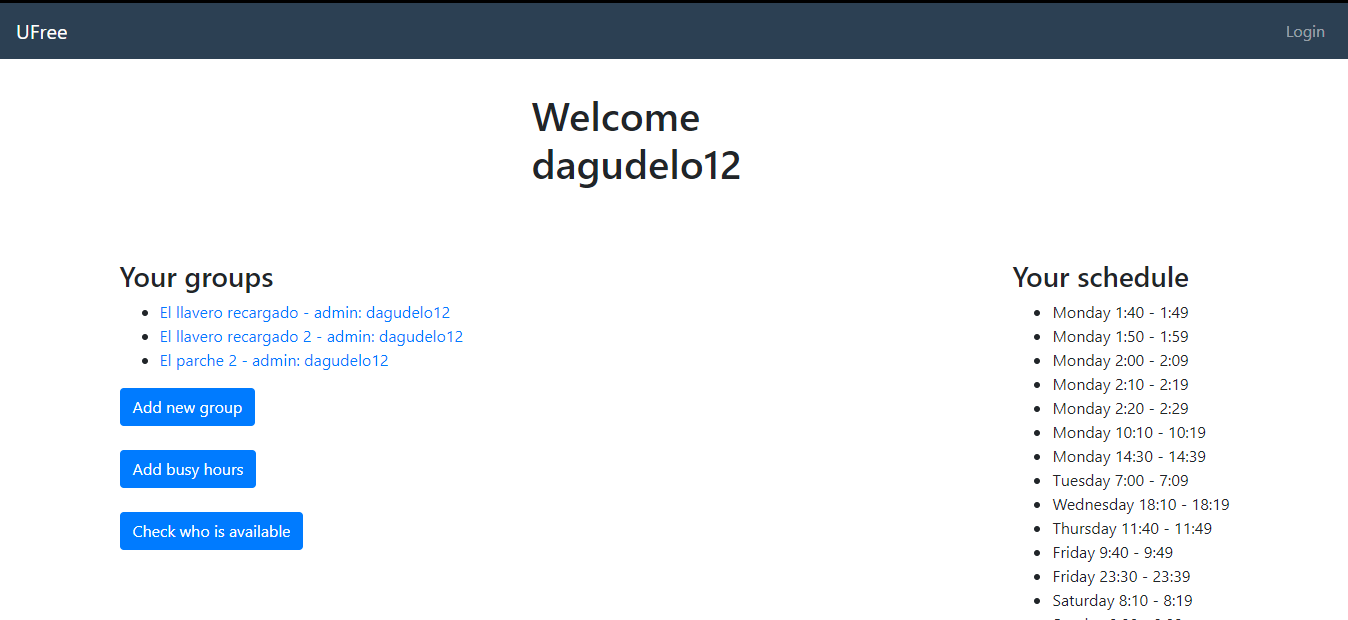 UFree
Login
Welcome
dagudelo12
Your groups
El llavero recargado - admin: dagudelo12
El llavero recargado 2 - admin: dagudelo12
El parche 2 - admin: dagudelo12
Add new group
Add busy hours
Check who is available
Your schedule
Monday 1:40 - 1:49
Monday 1:50 - 1:59
Monday 2:00 - 2:09
Monday 2:10 - 2:19
Monday 2:20 - 2:29
Monday 10:10 - 10:19
Monday 14:30 - 14:39
Tuesday 7:00 - 7:09
Wednesday 18:10 - 18:19
Thursday 11:40 - 11:49
Friday 9:40 - 9:49
Friday 23:30 - 23:39
Saturday 8:10 - 8:19